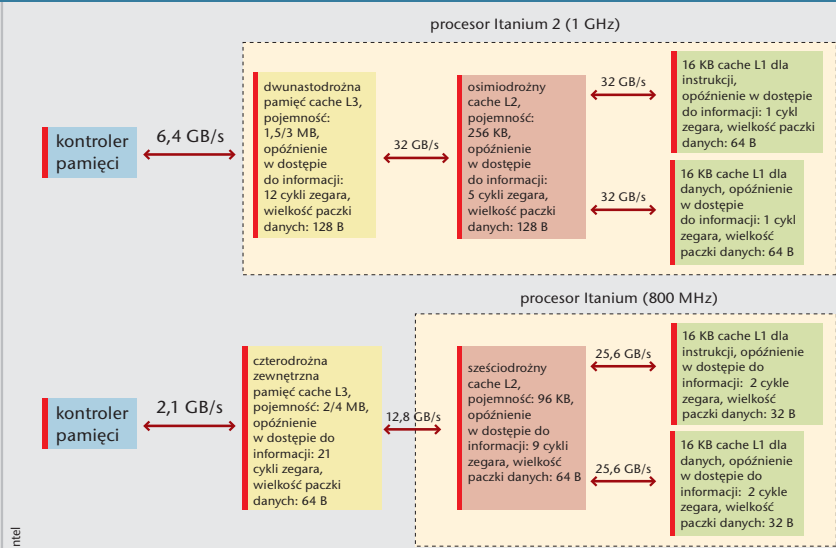 procesor Itanium 2 (1 GHz)
kontroler
pamięci
6,4 GB/s
dwunastodrożna
pamięć cache L3,
pojemność:
1,5/3 MB,
opóźnienie
w dostępie
do informacji:
12 cykli zegara,
wielkość paczki
danych: 128 B
32 GB/s
osimiodrożny
cache L2,
pojemność:
256 KB,
opóźnienie
w dostępie
do informacji:
5 cykli zegara,
wielkość paczki
danych: 128 B
32 GB/s
16 KB cache L1 dla
instrukcji,
opóźnienie w dostępie
do informacji: 1 cykl
zegara, wielkość paczki
danych: 64 B
32 GB/s
16 KB cache L1 dla
danych, opóźnienie
w dostępie
do informacji: 1 cykl
zegara, wielkość
paczki danych: 64 B
procesor Itanium (800 MHz)
kontroler
pamięci
2,1 GB/s
czterodrożna
zewnętrzna
pamięć cache L3,
pojemność: 2/4 MB,
opóźnienie
w dostępie do
informacji: 21
cykli zegara,
wielkość paczki
danych: 64 B
12,8 GB/s
sześciodrożny
cache L2,
pojemność: 96 KB,
opóźnienie
w dostępie do
informacji: 9 cykli
zegara, wielkość
paczki danych: 64 B
25,6 GB/s
16 KB cache L1 dla
instrukcji, opóźnienie
w dostępie do
informacji: 2 cykle
zegara, wielkość
paczki danych: 32 B
25,6 GB/s
16 KB cache L1 dla
danych, opóźnienie
w dostępie do
informacji: 2 cykle
zegara, wielkość
paczki danych: 32 B
ntel